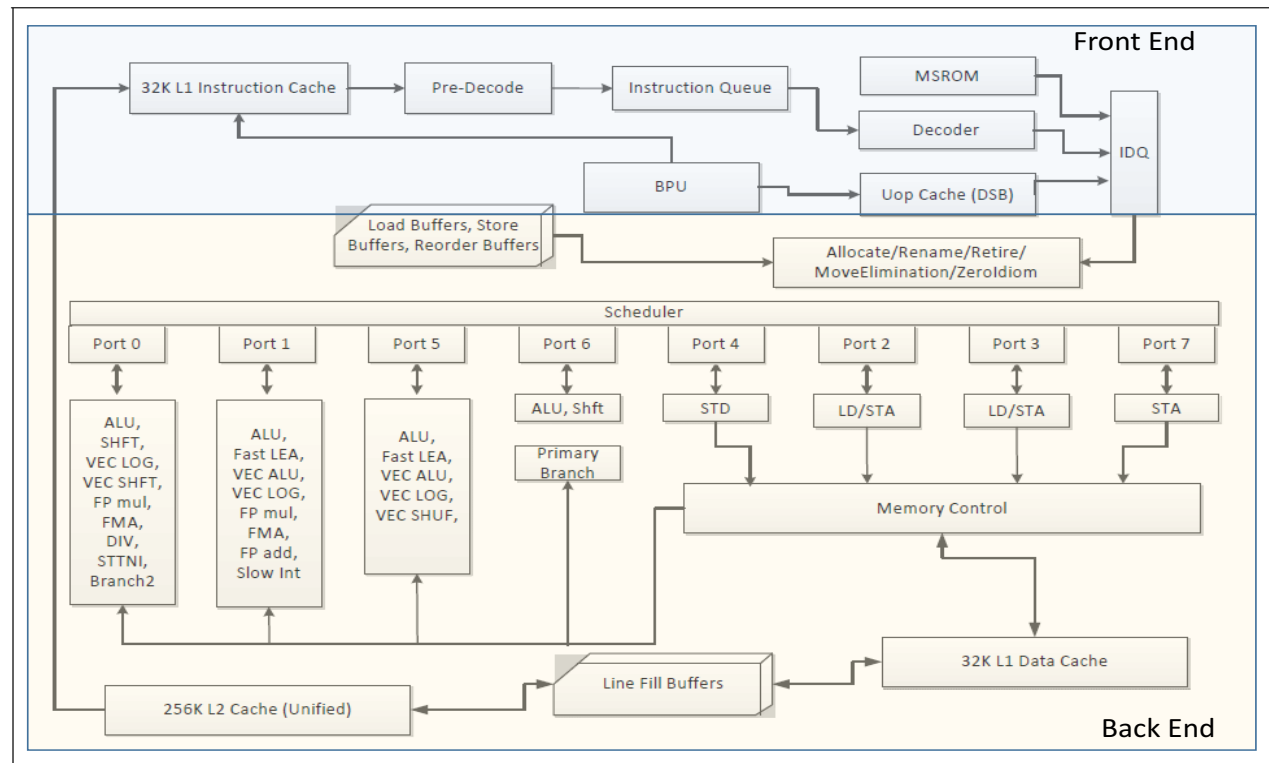 Front End
32K L1 Instruction Cache
Pre-Decode
Instruction Queue
MSROM
Decoder
IDQ
BPU
Uop Cache (DSB)
Load Buffers, Store
Buffers, Reorder Buffers
Allocate/Rename/Retire/
MoveElimination/ZeroIdiom
Scheduler
Port 0
Port 1
Port 5
Port 6
Port 4
Port 2
Port 3
Port 7
ALU,
SHFT,
VEC LOG,
VEC SHFT,
FP mul,
FMA,
DIV,
STTNI,
Branch2
ALU,
Fast LEA,
VEC ALU,
VEC LOG,
FP mul,
FMA,
FP add,
Slow Int
ALU,
Fast LEA,
VEC ALU,
VEC LOG,
VEC SHUF,
ALU, Shft
Primary
Branch
STD
LD/STA
LD/STA
STA
Memory Control
32K L1 Data Cache
Line Fill Buffers
256K L2 Cache (Unified)
Back End